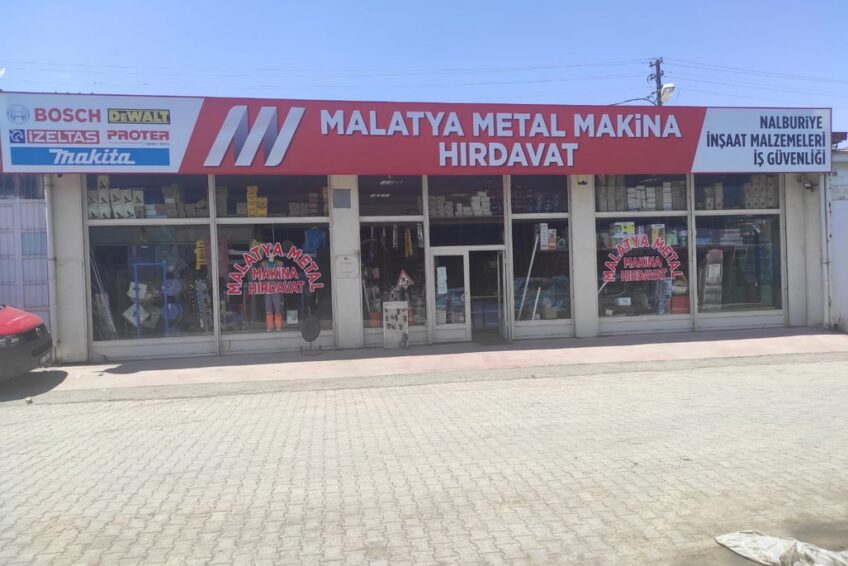 BOSCH
DEWALT
IZELTAŞ
PROTER
makita
MALATYA METAL MAKİNA
HIRDAVAT
NALBURİYE
İNŞAAT MALZEMELERİ
İŞ GÜVENLİĞİ
MALATYA METAL
MAKİNA
HIRDAVAT
MALATYA METAL
MAKİNA
HIRDAVAT